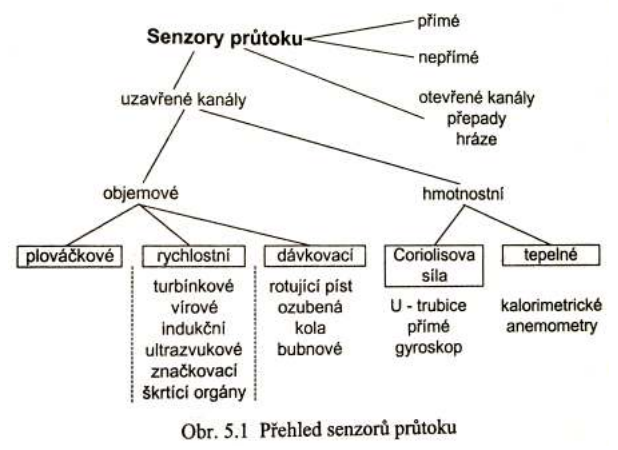 Senzory průtoku
přímé
nepřímé
uzavřené kanály
otevřené kanály
přepady
hráze
objemové
hmotnostní
plováčkové
rychlostní
dávkovací
Coriolisova
síla
tepelné
turbínkové
vírové
indukční
ultrazvukové
značkovací
škrtící orgány
rotující píst
ozubená
kola
bubnové
U - trubice
přímé
gyroskop
kalorimetrické
anemometry
Obr. 5.1 Přehled senzorů průtoku